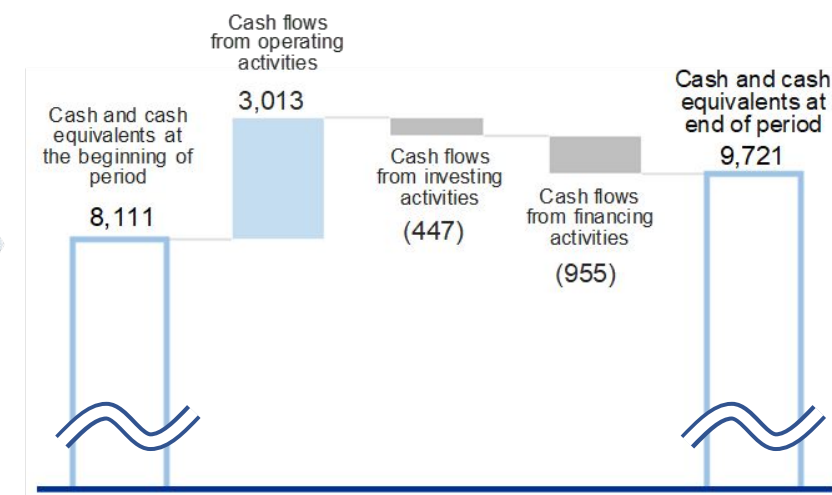 Cash and cash
equivalents at
the beginning of
period
8,111
Cash flows
from operating
activities
3,013
Cash flows
from investing
activities
(447)
Cash flows
from financing
activities
(955)
Cash and cash
equivalents at
end of period
9,721